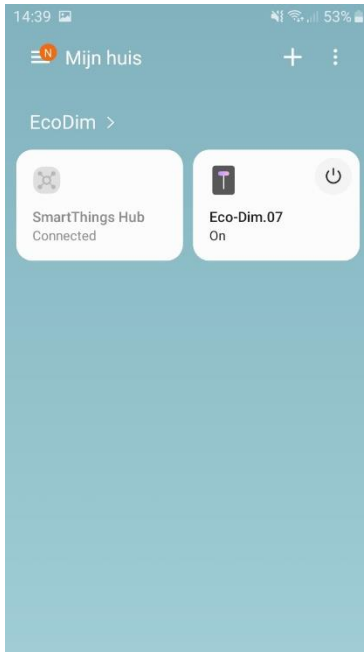 14:39 53%
N Mijn huis
EcoDim >
SmartThings Hub
Connected
Eco-Dim.07
On